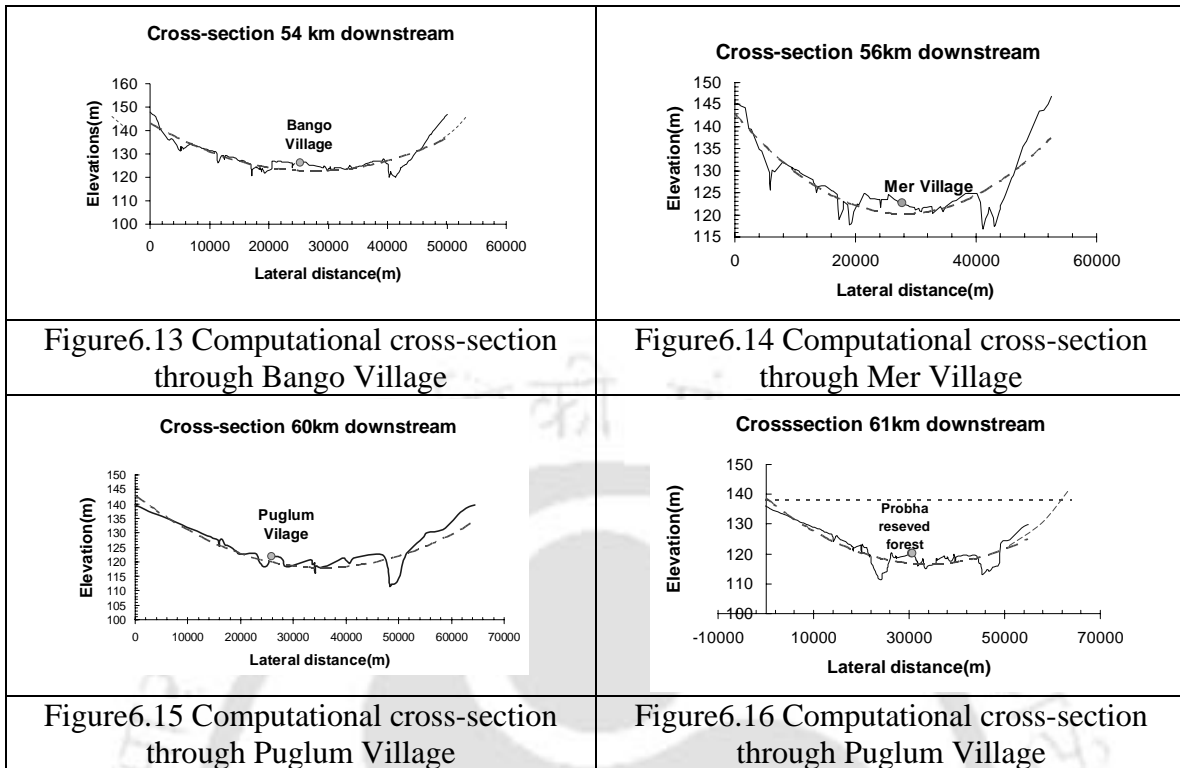 Cross-section 54 km downstream
160
150
140
130
120
110
100
Elevations(m)
Bango
Village
0 10000 20000 30000 40000 50000 60000
Lateral distance(m)
Cross-section 56km downstream
150
145
140
135
130
125
120
115
Elevation(m)
Mer Village
0 20000 40000 60000
Lateral distance(m)
Figure6.13 Computational cross-section
through Bango Village
Figure6.14 Computational cross-section
through Mer Village
Cross-section 60km downstream
150
145
140
135
130
125
120
115
110
105
100
Elevation(m)
Puglum
Vilage
0 10000 20000 30000 40000 50000 60000 70000
Lateral distance(m)
Crosssection 61km downstream
150
140
130
120
110
100
Elevation(m)
Probha
reseved
forest
-10000 10000 30000 50000 70000
Lateral distance(m)
Figure6.15 Computational cross-section
through Puglum Village
Figure6.16 Computational cross-section
through Puglum Village